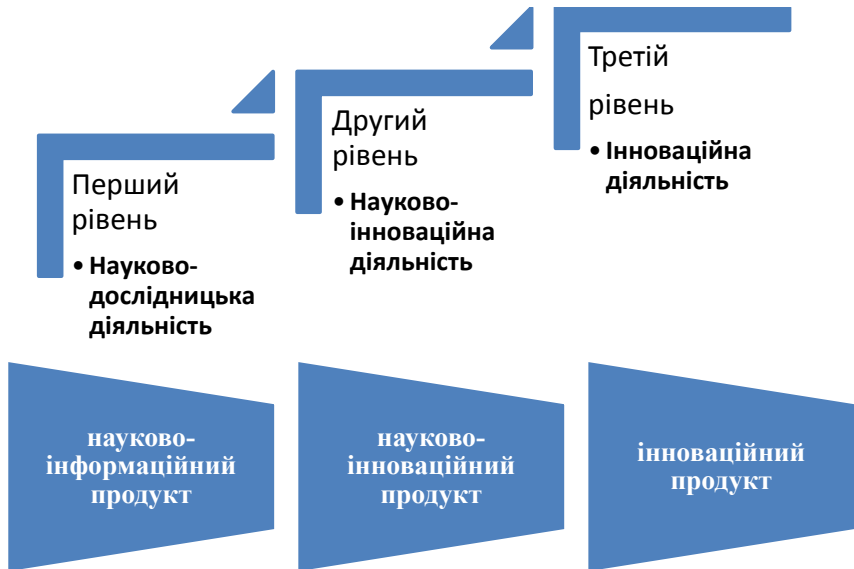 Перший
рівень
• Науково-
дослідницька
діяльність
Другий
рівень
• Науково-
інноваційна
діяльність
Третій
рівень
• Інноваційна
діяльність
науково-
інформаційний
продукт
науково-
інноваційний
продукт
інноваційний
продукт